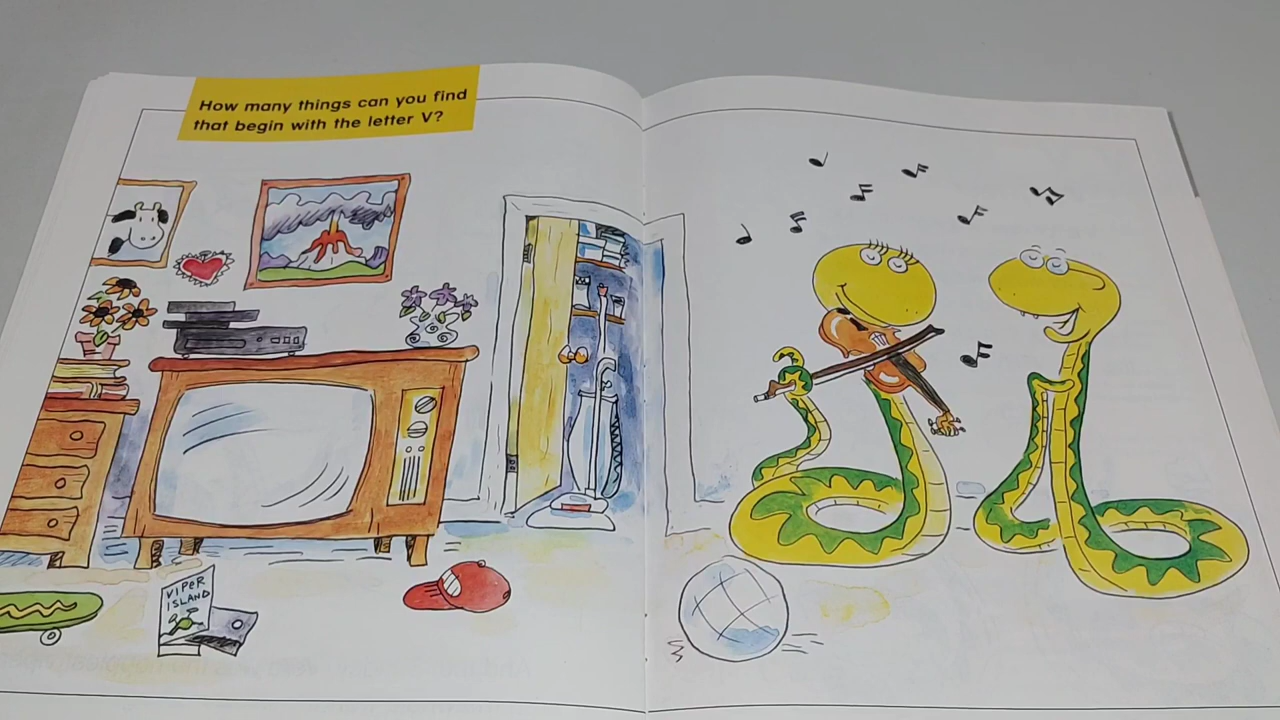 How many things can you find
that begin with the letter V?
VIPER
ISLAND